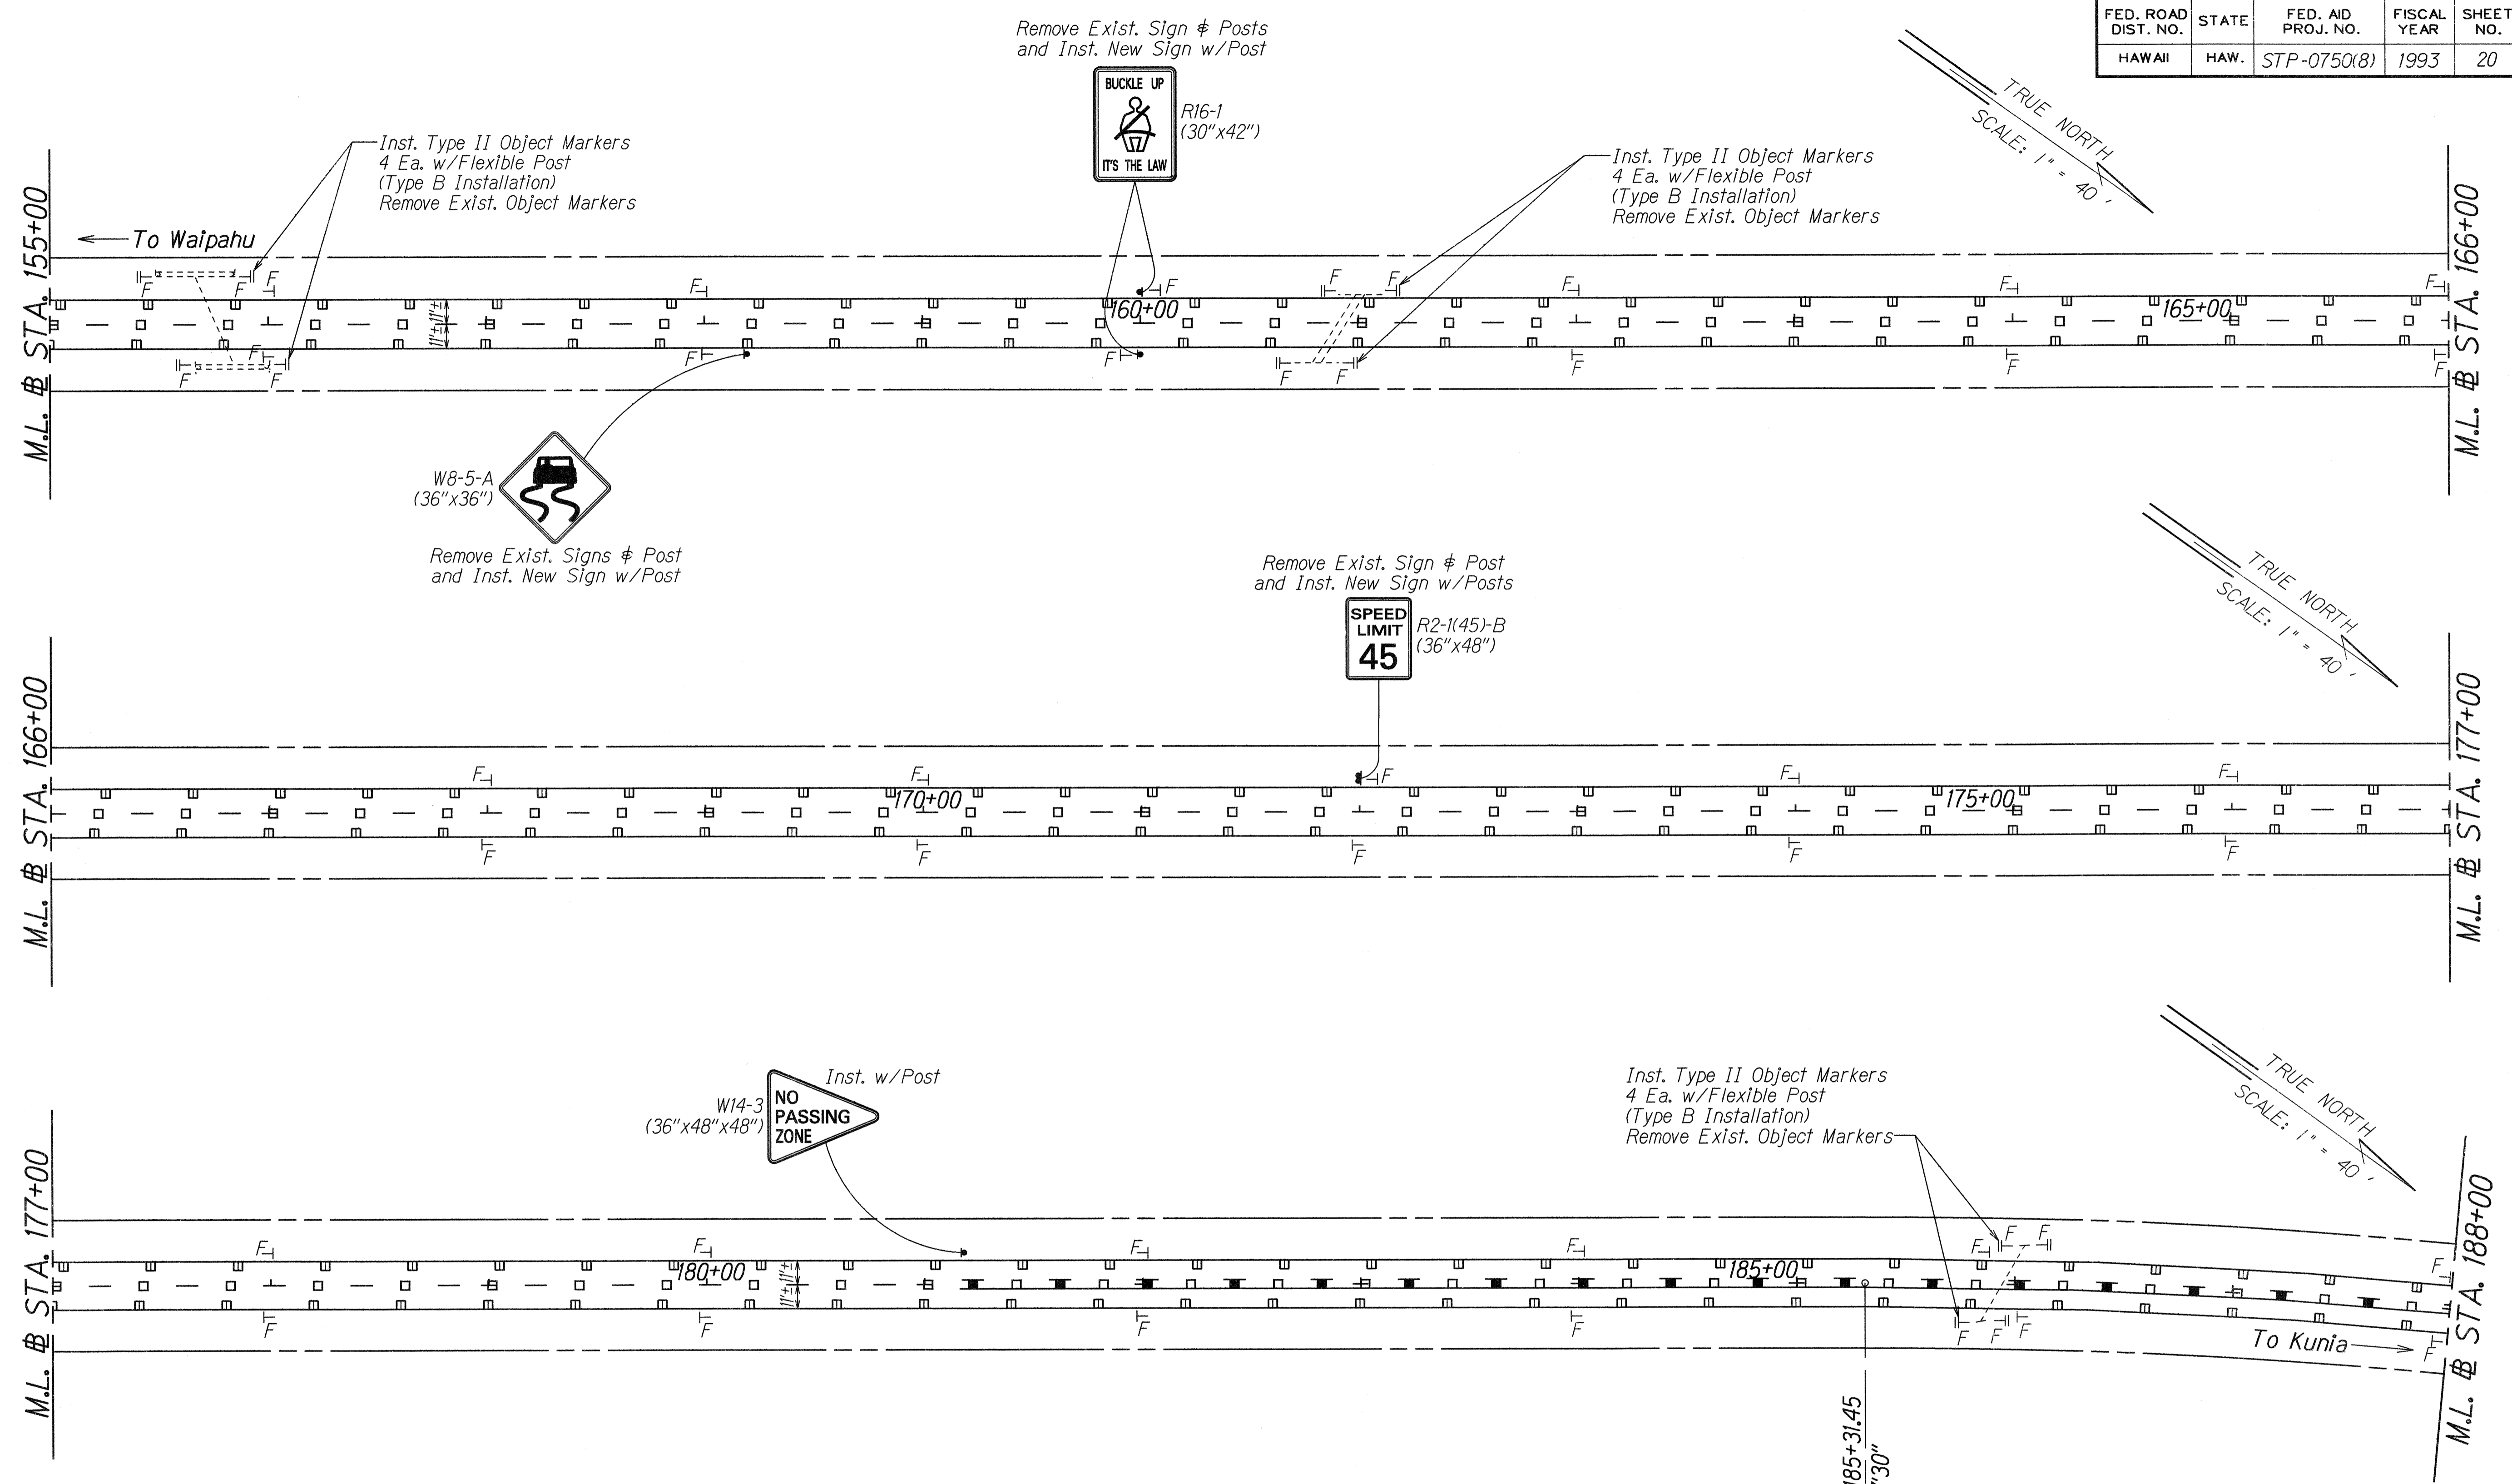 FED. ROAD DIST. NO. STATE FED. AID PROJ. NO. FISCAL YEAR SHEET NO.
HAWAII HAW. STP-0750(8) 1993 20
Remove Exist. Sign & Posts
and Inst. New Sign w/Post
BUCKLE UP
IT'S THE LAW
R16-1
(30"x42")
TRUE NORTH
SCALE: 1" = 40'
Inst. Type II Object Markers
4 Ea. w/Flexible Post
(Type B Installation)
Remove Exist. Object Markers
Inst. Type II Object Markers
4 Ea. w/Flexible Post
(Type B Installation)
Remove Exist. Object Markers
To Waipahu
M.L. B STA. 155+00
F F F F F F F F F
11'± 11'±
160+00
165+00
F F F F F F F F F F
M.L. B STA. 166+00
W8-5-A
(36"x36")
Remove Exist. Signs & Post
and Inst. New Sign w/Post
Remove Exist. Sign & Post
and Inst. New Sign w/Posts
SPEED
LIMIT
45
R2-1(45)-B
(36"x48")
TRUE NORTH
SCALE: 1" = 40'
M.L. B STA. 166+00
F F F F F
170+00
175+00
F F F F F
M.L. B STA. 177+00
Inst. w/Post
NO
PASSING
ZONE
W14-3
(36"x48"x48")
Inst. Type II Object Markers
4 Ea. w/Flexible Post
(Type B Installation)
Remove Exist. Object Markers
TRUE NORTH
SCALE: 1" = 40'
M.L. B STA. 177+00
F F F F F F F F
180+00
11'± 11'±
185+00
F F F F F F F F
To Kunia
M.L. B STA. 188+00
185+31.45
'30"